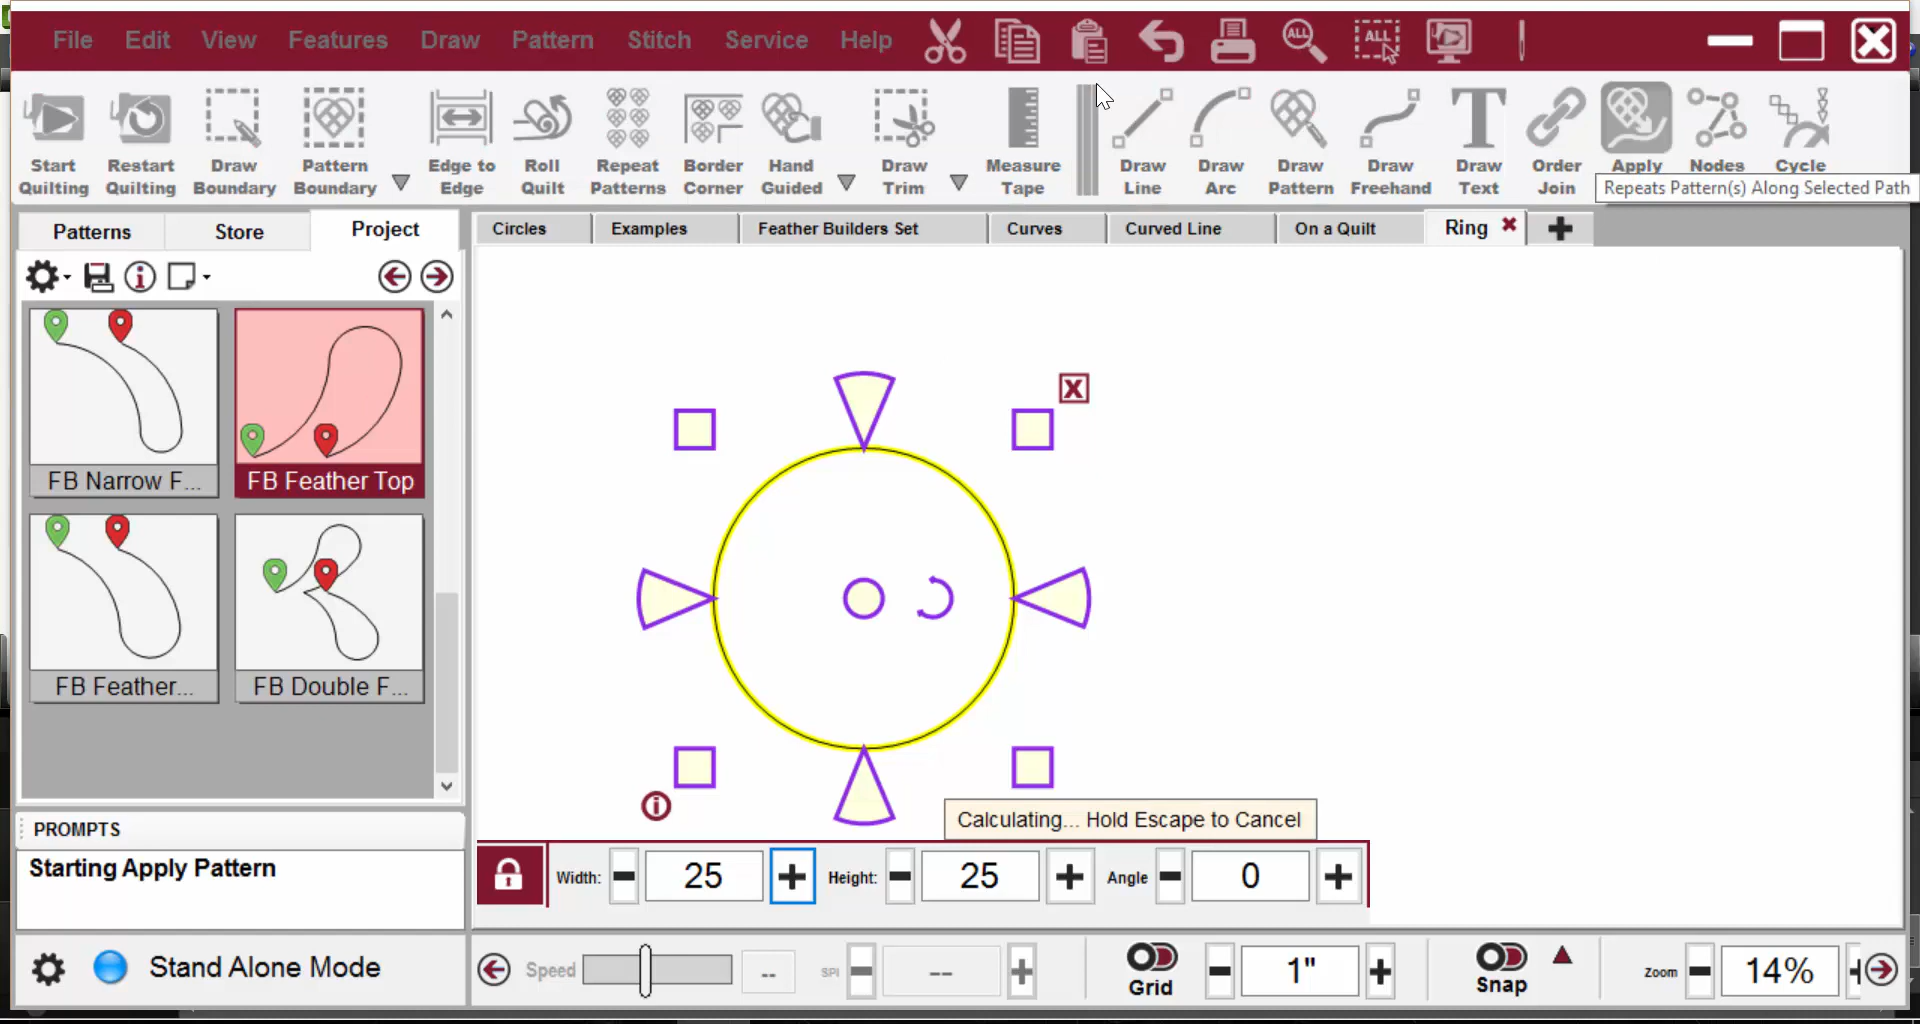 File Edit View Features Draw Pattern Stitch Service Help ALL ALL
Start Quilting
Restart Quilting
Draw Boundary
Pattern Boundary
Edge to Edge
Roll Quilt
Repeat Patterns
Border Corner
Hand Guided
Draw Trim
Measure Tape
Draw Line
Draw Arc
Draw Pattern
Draw Freehand
T
Draw Text
Order Join
Apply
Nodes
Cycle
Repeats Pattern(s) Along Selected Path
Patterns Store Project
Circles Examples Feather Builders Set Curves Curved Line On a Quilt Ring
FB Narrow F...
FB Feather Top
FB Feather...
FB Double F...
PROMPTS
Starting Apply Pattern
Calculating... Hold Escape to Cancel
Width: 25 Height: 25 Angle 0
Stand Alone Mode
Speed -- SPI -- Grid 1" Snap Zoom 14%